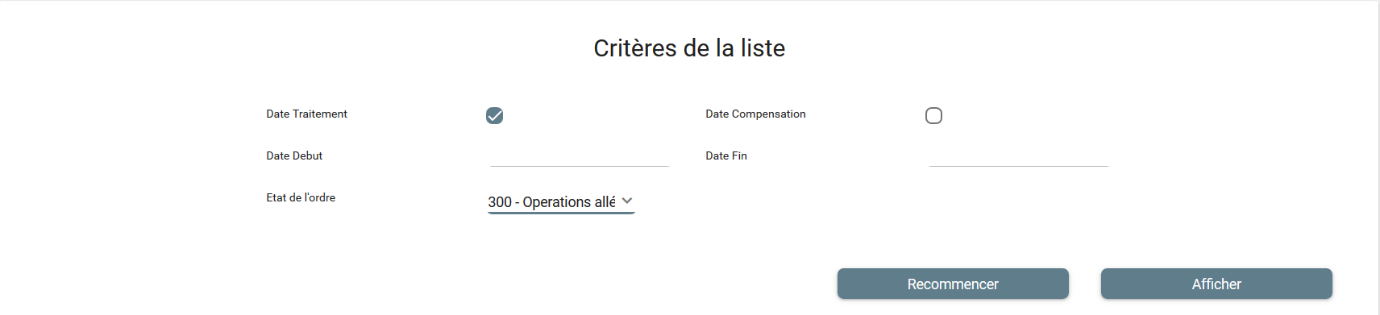 Critères de la liste
Date Traitement
Date Compensation
Date Debut
Date Fin
Etat de l'ordre
300 - Operations allé
Recommencer
Afficher